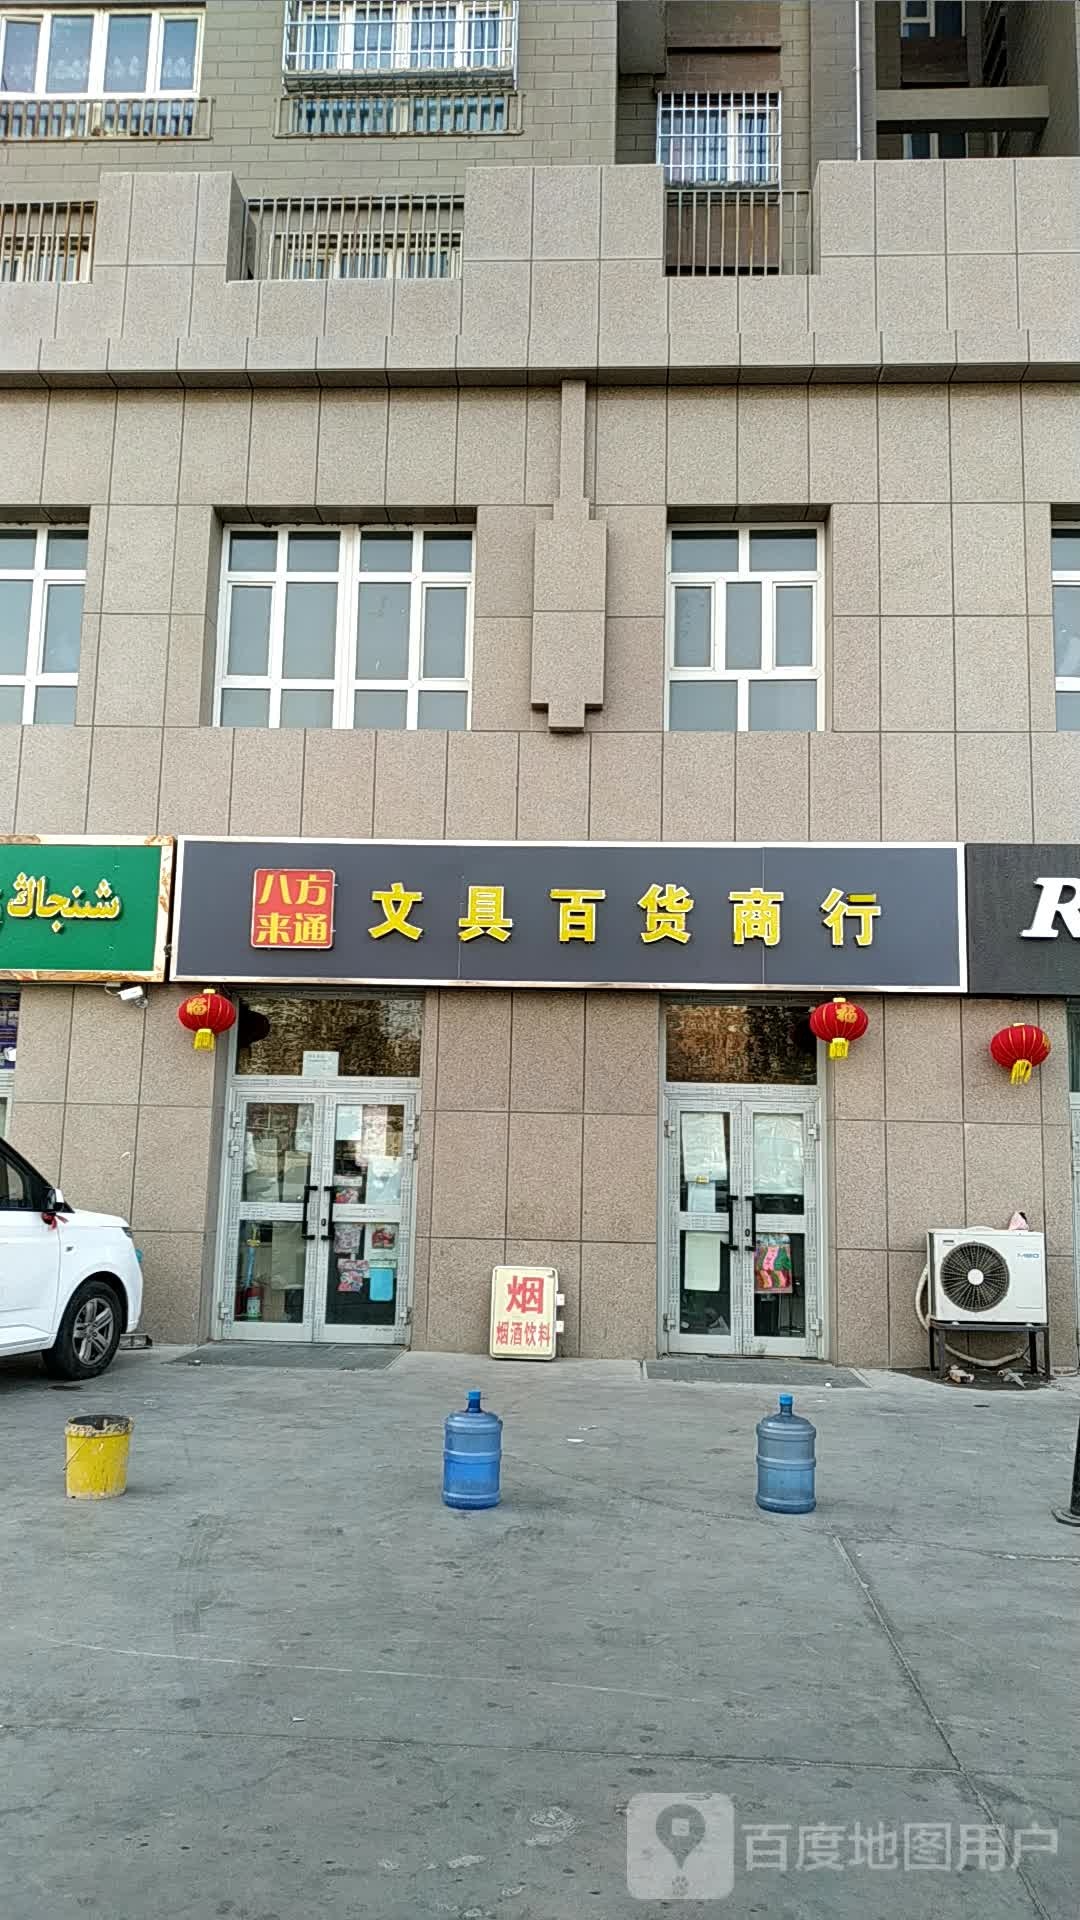 شىنجاڭ
八方
来通
文具百货商行
R
福
福
烟
烟酒饮料
百度地图用户